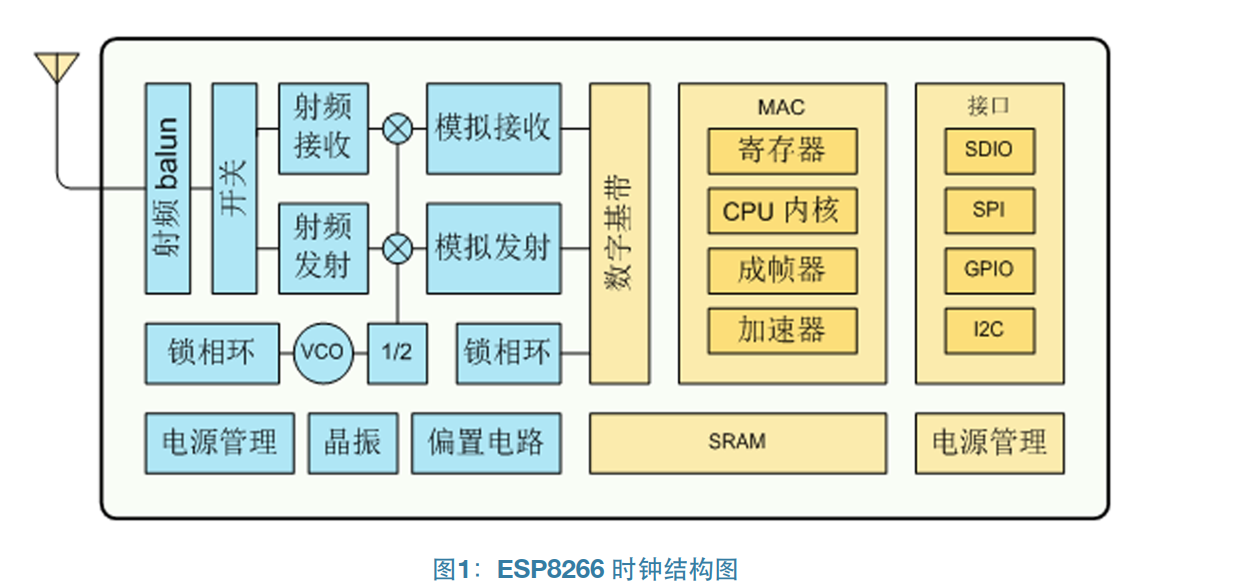 射频 balun
开关
射频
接收
模拟接收
射频
发射
模拟发射
锁相环
VCO
1/2
锁相环
数字基带
MAC
寄存器
CPU 内核
成帧器
加速器
接口
SDIO
SPI
GPIO
I2C
电源管理
晶振
偏置电路
SRAM
电源管理
图1：ESP8266 时钟结构图